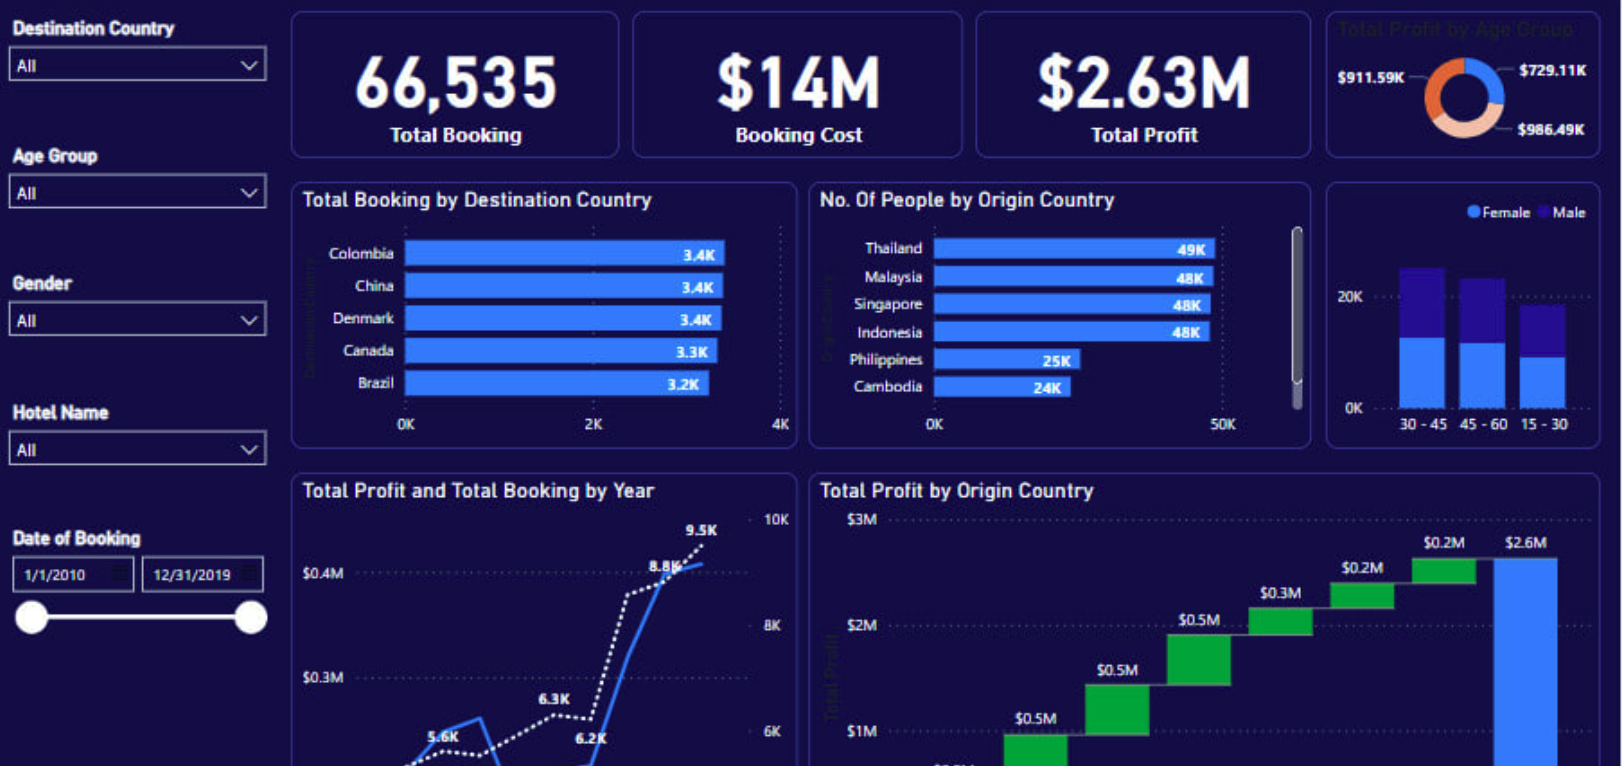 Destination Country
All
Age Group
All
Gender
All
Hotel Name
All
Date of Booking
1/1/2010
12/31/2019
66,535
Total Booking
$14M
Booking Cost
$2.63M
Total Profit
Total Profit by Age Group
$911.59K
$729.11K
$986.49K
Total Booking by Destination Country
Colombia 3.4K
China 3.4K
Denmark 3.4K
Canada 3.3K
Brazil 3.2K
0K 2K 4K
No. Of People by Origin Country
Thailand 49K
Malaysia 48K
Singapore 48K
Indonesia 48K
Philippines 25K
Cambodia 24K
0K 50K
Female Male
20K
0K
30 - 45 45 - 60 15 - 30
Total Profit and Total Booking by Year
10K
9.5K
$0.4M
8.8K
8K
$0.3M
6.3K
5.6K
6.2K
6K
Total Profit by Origin Country
$3M
$0.2M $2.6M
$0.2M
$0.3M
$2M
$0.5M
$0.5M
$0.5M
$1M
Total Profit